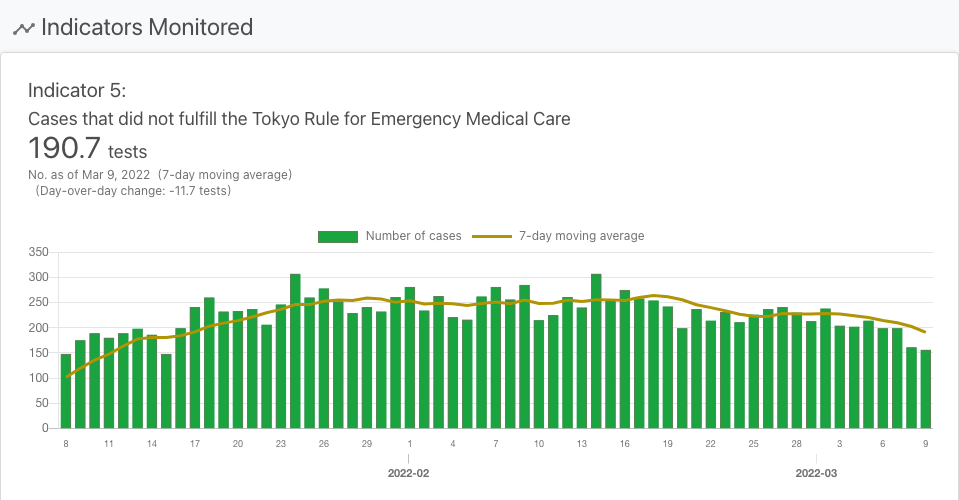 Indicators Monitored
Indicator 5:
Cases that did not fulfill the Tokyo Rule for Emergency Medical Care
190.7 tests
No. as of Mar 9, 2022 (7-day moving average)
(Day-over-day change: -11.7 tests)
Number of cases 7-day moving average
350
300
250
200
150
100
50
0
8 11 14 17 20 23 26 29 1 4 7 10 13 16 19 22 25 28 3 6 9
2022-02 2022-03